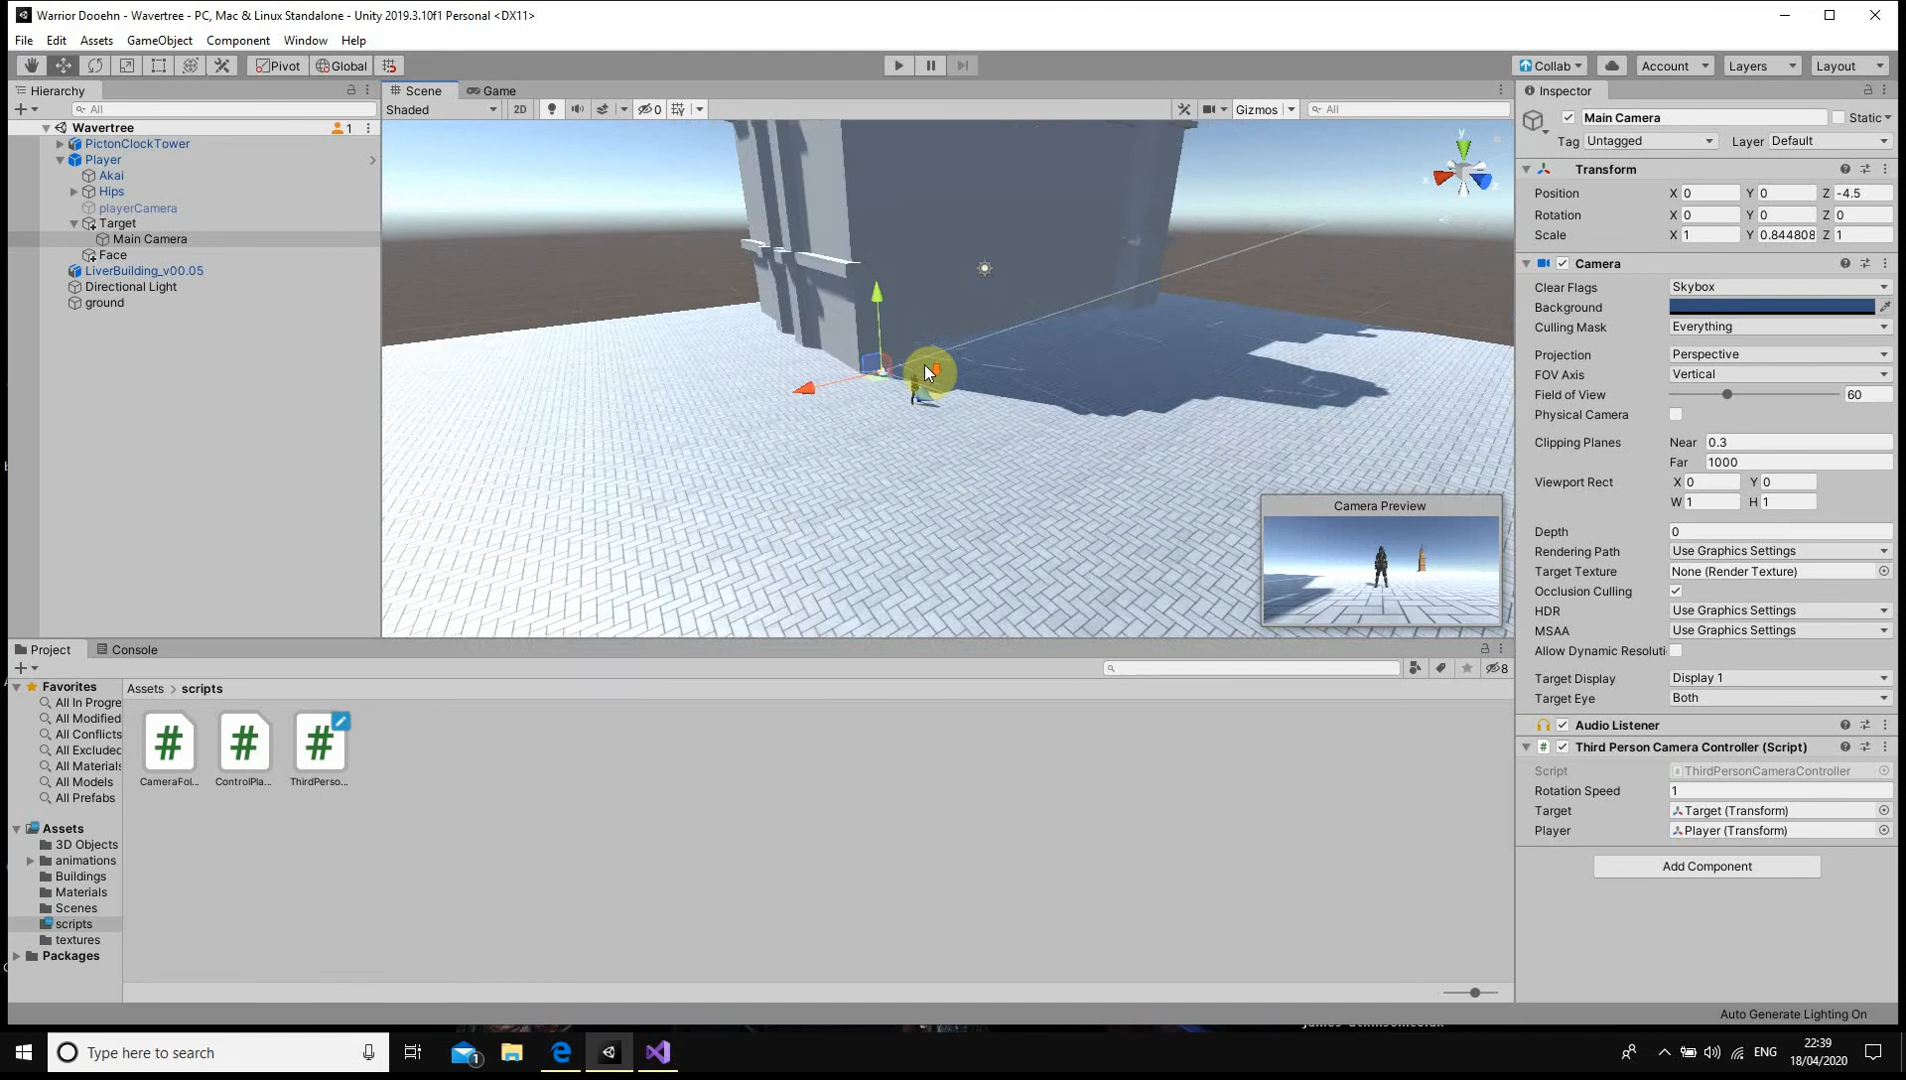 Warrior Dooehn - Wavertree - PC, Mac & Linux Standalone - Unity 2019.3.10f1 Personal <DX11>
File Edit Assets GameObject Component Window Help
Pivot Global Collab Account Layers Layout
Hierarchy
All
Wavertree 1
PictonClockTower
Player
Akai
Hips
playerCamera
Target
Main Camera
Face
LiverBuilding_v00.05
Directional Light
ground
Scene Game
Shaded 2D 0 Gizmos All
y
x
z
Camera Preview
Inspector
Main Camera Static
Tag Untagged Layer Default
Transform
Position X 0 Y 0 Z -4.5
Rotation X 0 Y 0 Z 0
Scale X 1 Y 0.844808 Z 1
Camera
Clear Flags Skybox
Background
Culling Mask Everything
Projection Perspective
FOV Axis Vertical
Field of View 60
Physical Camera
Clipping Planes Near 0.3
Far 1000
Viewport Rect X 0 Y 0
W 1 H 1
Depth 0
Rendering Path Use Graphics Settings
Target Texture None (Render Texture)
Occlusion Culling
HDR Use Graphics Settings
MSAA Use Graphics Settings
Allow Dynamic Resoluti
Target Display Display 1
Target Eye Both
Audio Listener
Third Person Camera Controller (Script)
Script ThirdPersonCameraController
Rotation Speed 1
Target Target (Transform)
Player Player (Transform)
Add Component
Project Console
8
Favorites
All In Progre
All Modified
All Conflicts
All Excluded
All Materials
All Models
All Prefabs
Assets
3D Objects
animations
Buildings
Materials
Scenes
scripts
textures
Packages
Assets > scripts
# # #
CameraFol... ControlPla... ThirdPerso...
Auto Generate Lighting On
Type here to search
1
ENG
22:39
18/04/2020